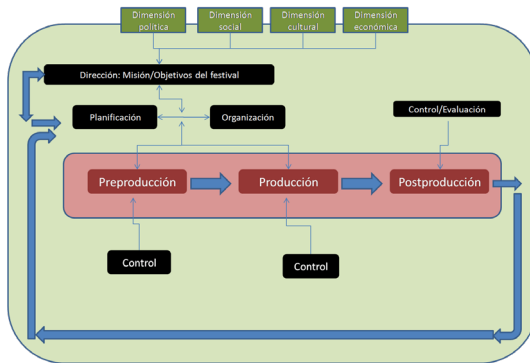 Dimensión
política
Dimensión
social
Dimensión
cultural
Dimensión
económica
Dirección: Misión/Objetivos del festival
Planificación
Organización
Control/Evaluación
Preproducción
Producción
Postproducción
Control
Control